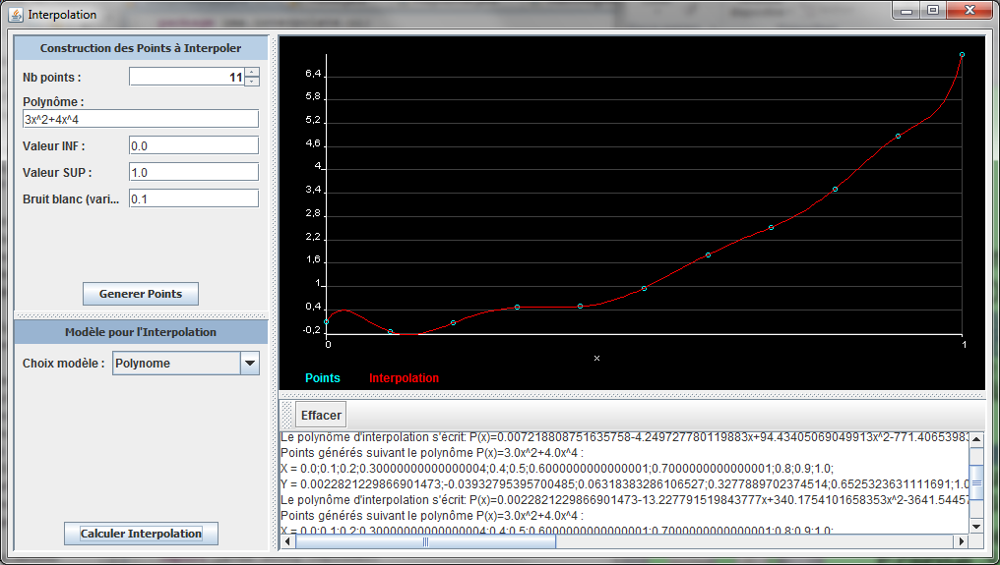 Interpolation
Construction des Points à Interpoler
Nb points :
11
Polynôme :
3x^2+4x^4
Valeur INF :
0.0
Valeur SUP :
1.0
Bruit blanc (vari...
0.1
Generer Points
Modèle pour l'Interpolation
Choix modèle :
Polynome
Calculer Interpolation
6,4
5,8
5,2
4,6
4
3,4
2,8
2,2
1,6
1
0,4
-0,2
0
1
x
Points
Interpolation
Effacer
Le polynôme d'interpolation s'écrit: P(x)=0.007218808751635758-4.249727780119883x+94.43405069049913x^2-771.40653983
Points générés suivant le polynôme P(x)=3.0x^2+4.0x^4 :
X = 0.0;0.1;0.2;0.30000000000000004;0.4;0.5;0.6000000000000001;0.7000000000000001;0.8;0.9;1.0;
Y = 0.0022821229866901473;-0.03932795395700485;0.06318383286106527;0.3277889702374514;0.6525323631111691;1.0
Le polynôme d'interpolation s'écrit: P(x)=0.0022821229866901473-13.227791519843777x+340.1754101658353x^2-3641.54457
Points générés suivant le polynôme P(x)=3.0x^2+4.0x^4 :
X = 0.0;0.1;0.2;0.30000000000000004;0.4;0.5;0.6000000000000001;0.7000000000000001;0.8;0.9;1.0;